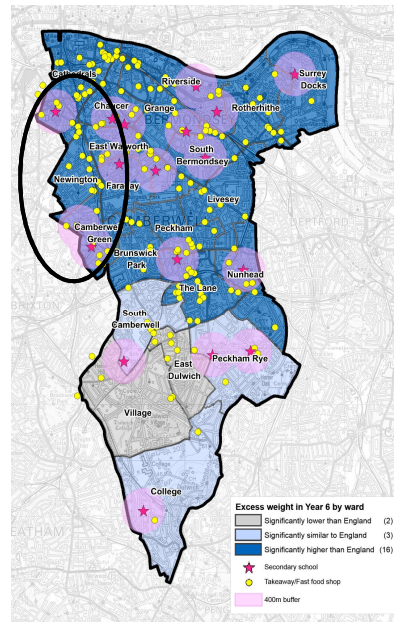 Cathedrals
Riverside
Surrey
Docks
Chaucer
Grange
Rotherhithe
East Walworth
South
Bermondsey
Newington
Faraday
Livesey
Camberwell
Green
Peckham
Brunswick
Park
Nunhead
The Lane
South
Camberwell
Peckham Rye
East
Dulwich
Village
College
BRIXTON
Excess weight in Year 6 by ward
Significantly lower than England (2)
Significantly similar to England (3)
Significantly higher than England (16)
Secondary school
Takeaway/Fast food shop
400m buffer